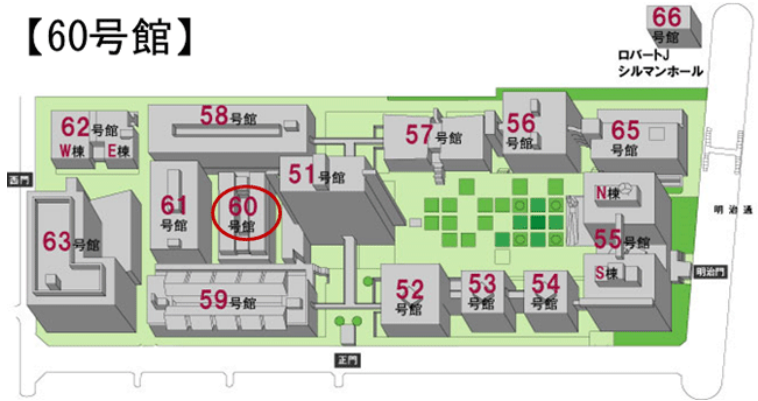 【60号館】
66
号館
ロバートJ
シルマンホール
62号館
W棟 E棟
58号館
57号館
56
号館
65
号館
西門
51号館
61
号館
60
号館
63号館
N棟
55号館
S棟
明治通
明治門
59号館
52
号館
53
号館
54
号館
正門